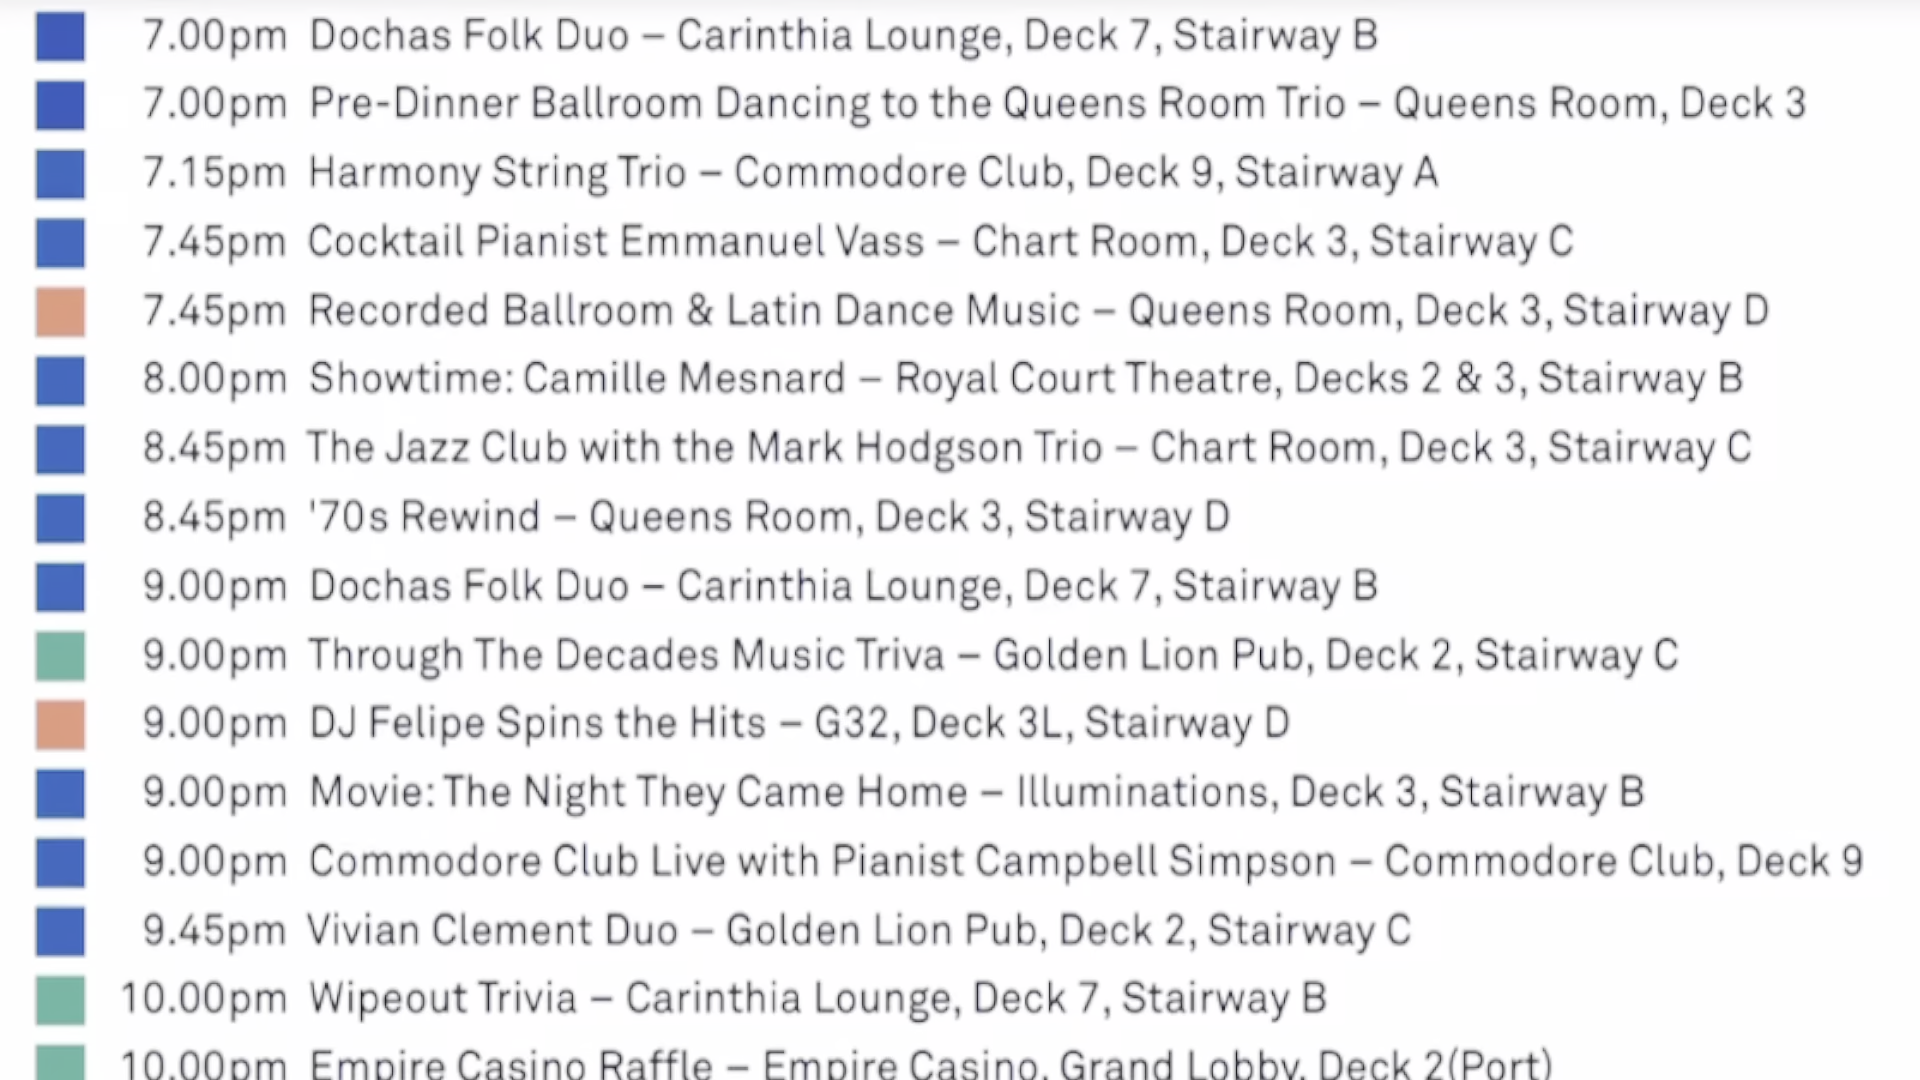 7.00pm Dochas Folk Duo – Carinthia Lounge, Deck 7, Stairway B
7.00pm Pre-Dinner Ballroom Dancing to the Queens Room Trio – Queens Room, Deck 3
7.15pm Harmony String Trio – Commodore Club, Deck 9, Stairway A
7.45pm Cocktail Pianist Emmanuel Vass – Chart Room, Deck 3, Stairway C
7.45pm Recorded Ballroom & Latin Dance Music – Queens Room, Deck 3, Stairway D
8.00pm Showtime: Camille Mesnard – Royal Court Theatre, Decks 2 & 3, Stairway B
8.45pm The Jazz Club with the Mark Hodgson Trio – Chart Room, Deck 3, Stairway C
8.45pm '70s Rewind – Queens Room, Deck 3, Stairway D
9.00pm Dochas Folk Duo – Carinthia Lounge, Deck 7, Stairway B
9.00pm Through The Decades Music Triva – Golden Lion Pub, Deck 2, Stairway C
9.00pm DJ Felipe Spins the Hits – G32, Deck 3L, Stairway D
9.00pm Movie: The Night They Came Home – Illuminations, Deck 3, Stairway B
9.00pm Commodore Club Live with Pianist Campbell Simpson – Commodore Club, Deck 9
9.45pm Vivian Clement Duo – Golden Lion Pub, Deck 2, Stairway C
10.00pm Wipeout Trivia – Carinthia Lounge, Deck 7, Stairway B
10.00pm Empire Casino Raffle – Empire Casino, Grand Lobby, Deck 2(Port)